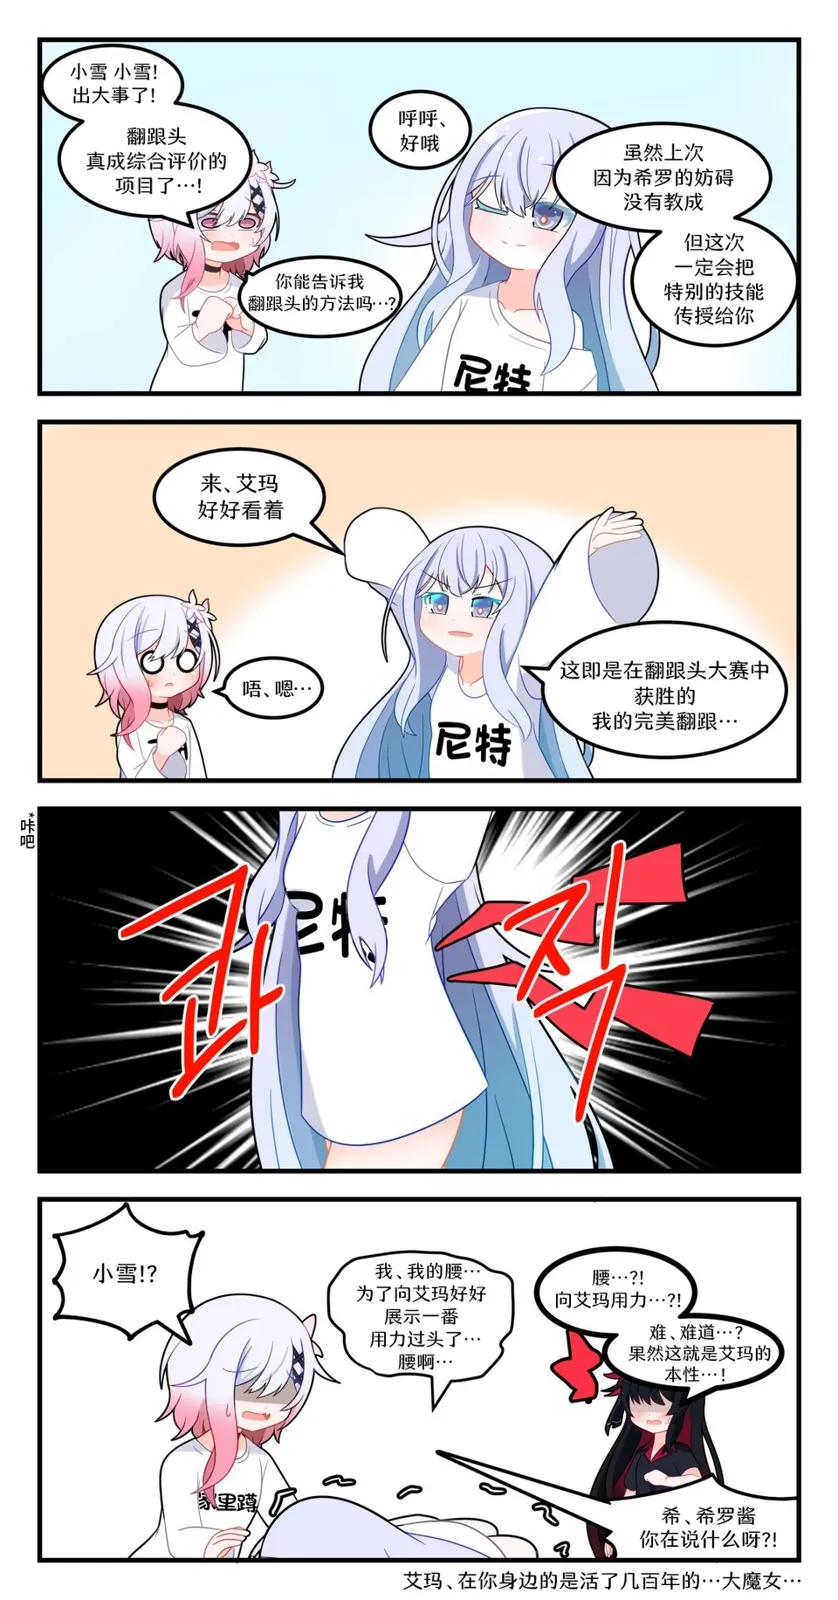 小雪 小雪!
出大事了!
翻跟头
真成综合评价的
项目了…!
呼呼、
好哦
虽然上次
因为希罗的妨碍
没有教成
但这次
一定会把
特别的技能
传授给你
你能告诉我
翻跟头的方法吗…?
尼特
来、艾玛
好好看着
唔、嗯…
这即是在翻跟头大赛中
获胜的
我的完美翻跟…
尼特
*咔吧
콰직
尼特
小雪!?
我、我的腰…
为了向艾玛好好
展示一番
用力过头了…
腰啊…
腰…?!
向艾玛用力…?!
难、难道…?
果然这就是艾玛的
本性…!
家里蹲
希、希罗酱
你在说什么呀?!
艾玛、在你身边的是活了几百年的…大魔女…